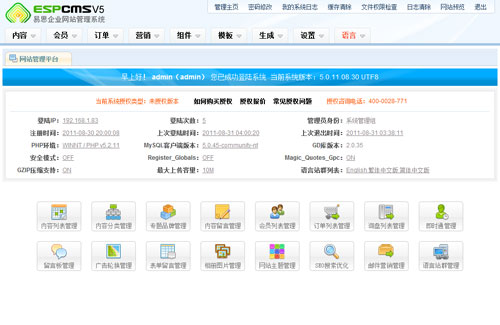 ESPCMS V5
易思企业网站管理系统
管理主页 密码修改 我的系统日志 缓存清除 文件权限检查 日志清除 网站预览 退出
内容 会员 订单 营销 组件 模板 生成 设置 语言
网站管理平台
早上好！ admin（admin） 您已成功登陆系统 当前系统版本：5.0.11.08.30 UTF8
当前系统授权类型：未授权版本 如何购买授权 授权报价 常见授权问题 授权咨询电话：400-0028-771
登陆IP： 192.168.1.83 登陆次数： 5 管理员身份： 系统管理组
注册时间： 2011-08-30 20:00:08 上次登陆时间： 2011-08-31 04:00:20 上次退出时间： 2011-08-31 03:38:11
PHP环境： WINNT / PHP v5.2.11 MySQL客户端版本： 5.0.45-community-nt GD库版本： 2.0.35
安全模式： OFF Register_Globals： OFF Magic_Quotes_Gpc： ON
GZIP压缩支持： ON 最大上传容量： 10M 语言站群列表： English 繁体中文版 简体中文版
内容列表管理 内容分类管理 专题品牌管理 内容留言管理 会员列表管理 订单列表管理 询盘列表管理 即时通管理
留言板管理 广告轮换管理 表单留言管理 相册图片管理 网站主题管理 SEO搜索优化 邮件营销管理 语言站群管理